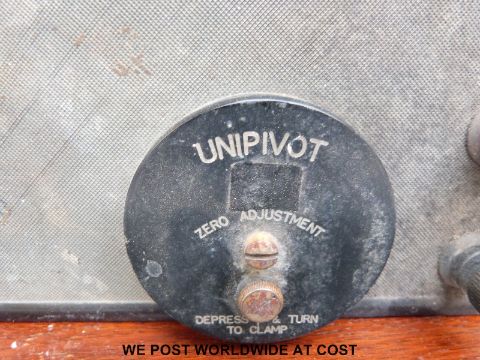 UNIPIVOT
ZERO ADJUSTMENT
DEPRESS & TURN
TO CLAMP
WE POST WORLDWIDE AT COST